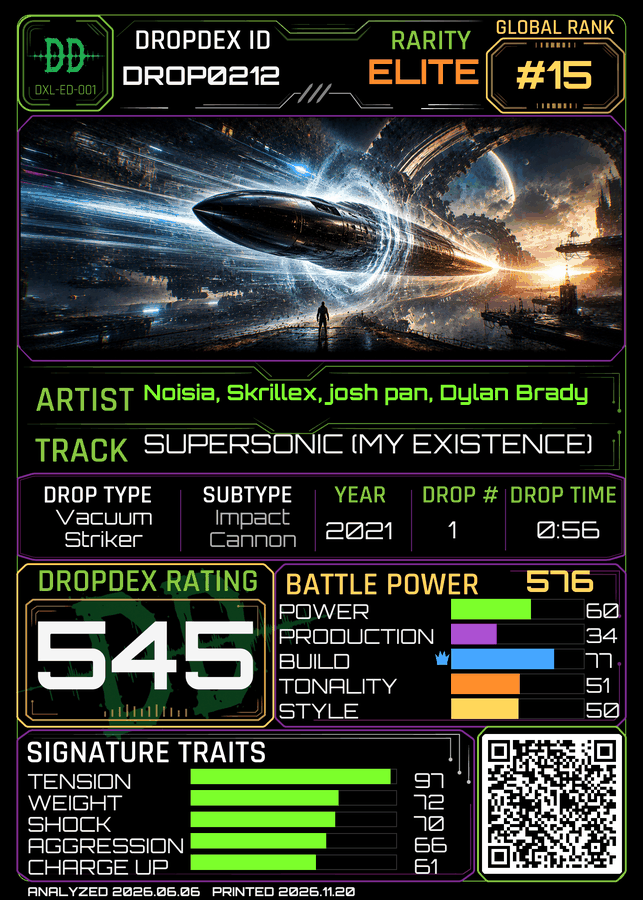 DD
DXL-ED-001
DROPDEX ID
DROP0212
RARITY
ELITE
GLOBAL RANK
#15
ARTIST Noisia, Skrillex, josh pan, Dylan Brady
TRACK SUPERSONIC (MY EXISTENCE)
DROP TYPE
Vacuum
Striker
SUBTYPE
Impact
Cannon
YEAR
2021
DROP #
1
DROP TIME
0:56
DROPDEX RATING
545
BATTLE POWER 576
POWER 60
PRODUCTION 34
BUILD 77
TONALITY 51
STYLE 50
SIGNATURE TRAITS
TENSION 97
WEIGHT 72
SHOCK 70
AGGRESSION 66
CHARGE UP 61
ANALYZED 2026.06.06 PRINTED 2026.11.20